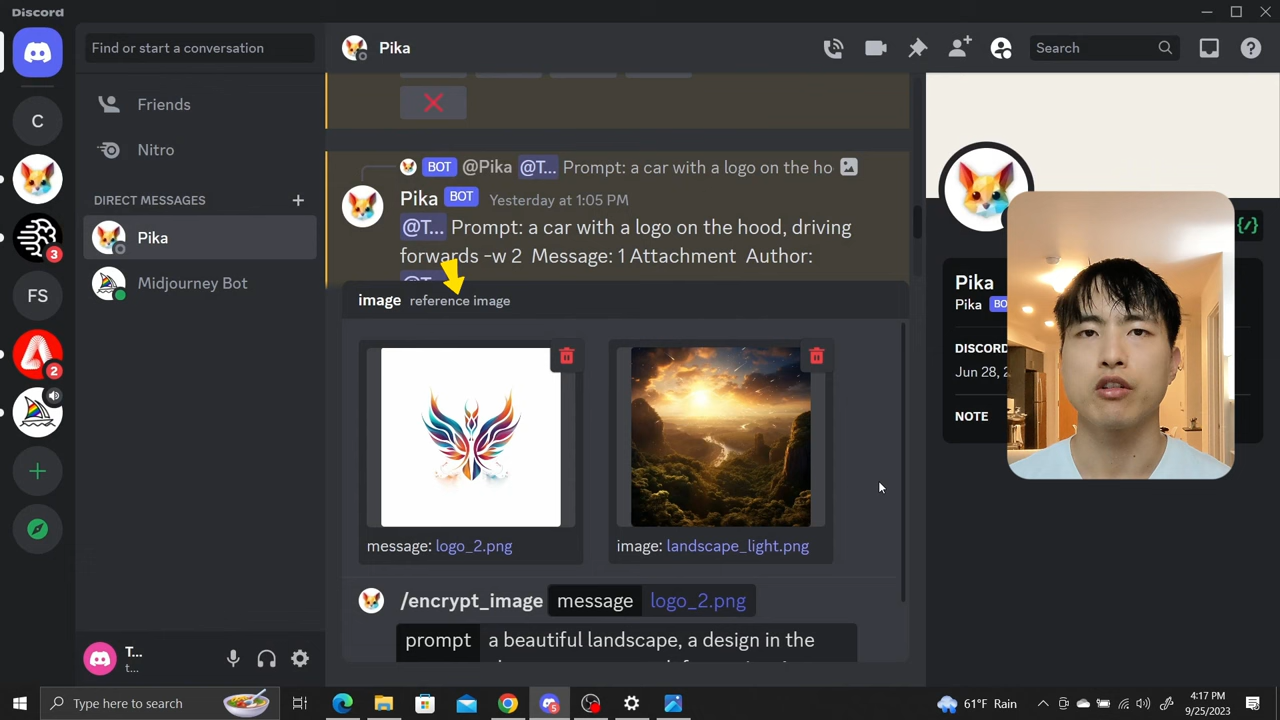 Discord
Find or start a conversation
Pika
Search
C
Friends
Nitro
DIRECT MESSAGES
Pika
Midjourney Bot
3
FS
2
BOT @Pika @T... Prompt: a car with a logo on the ho
Pika BOT Yesterday at 1:05 PM
@T... Prompt: a car with a logo on the hood, driving
forwards -w 2 Message: 1 Attachment Author:
image reference image
message: logo_2.png
image: landscape_light.png
/encrypt_image message logo_2.png
prompt a beautiful landscape, a design in the
{/}
Pika
Pika BO
DISCORD
Jun 28, 2
NOTE
T...
t...
Type here to search
5
61°F Rain
4:17 PM
9/25/2023